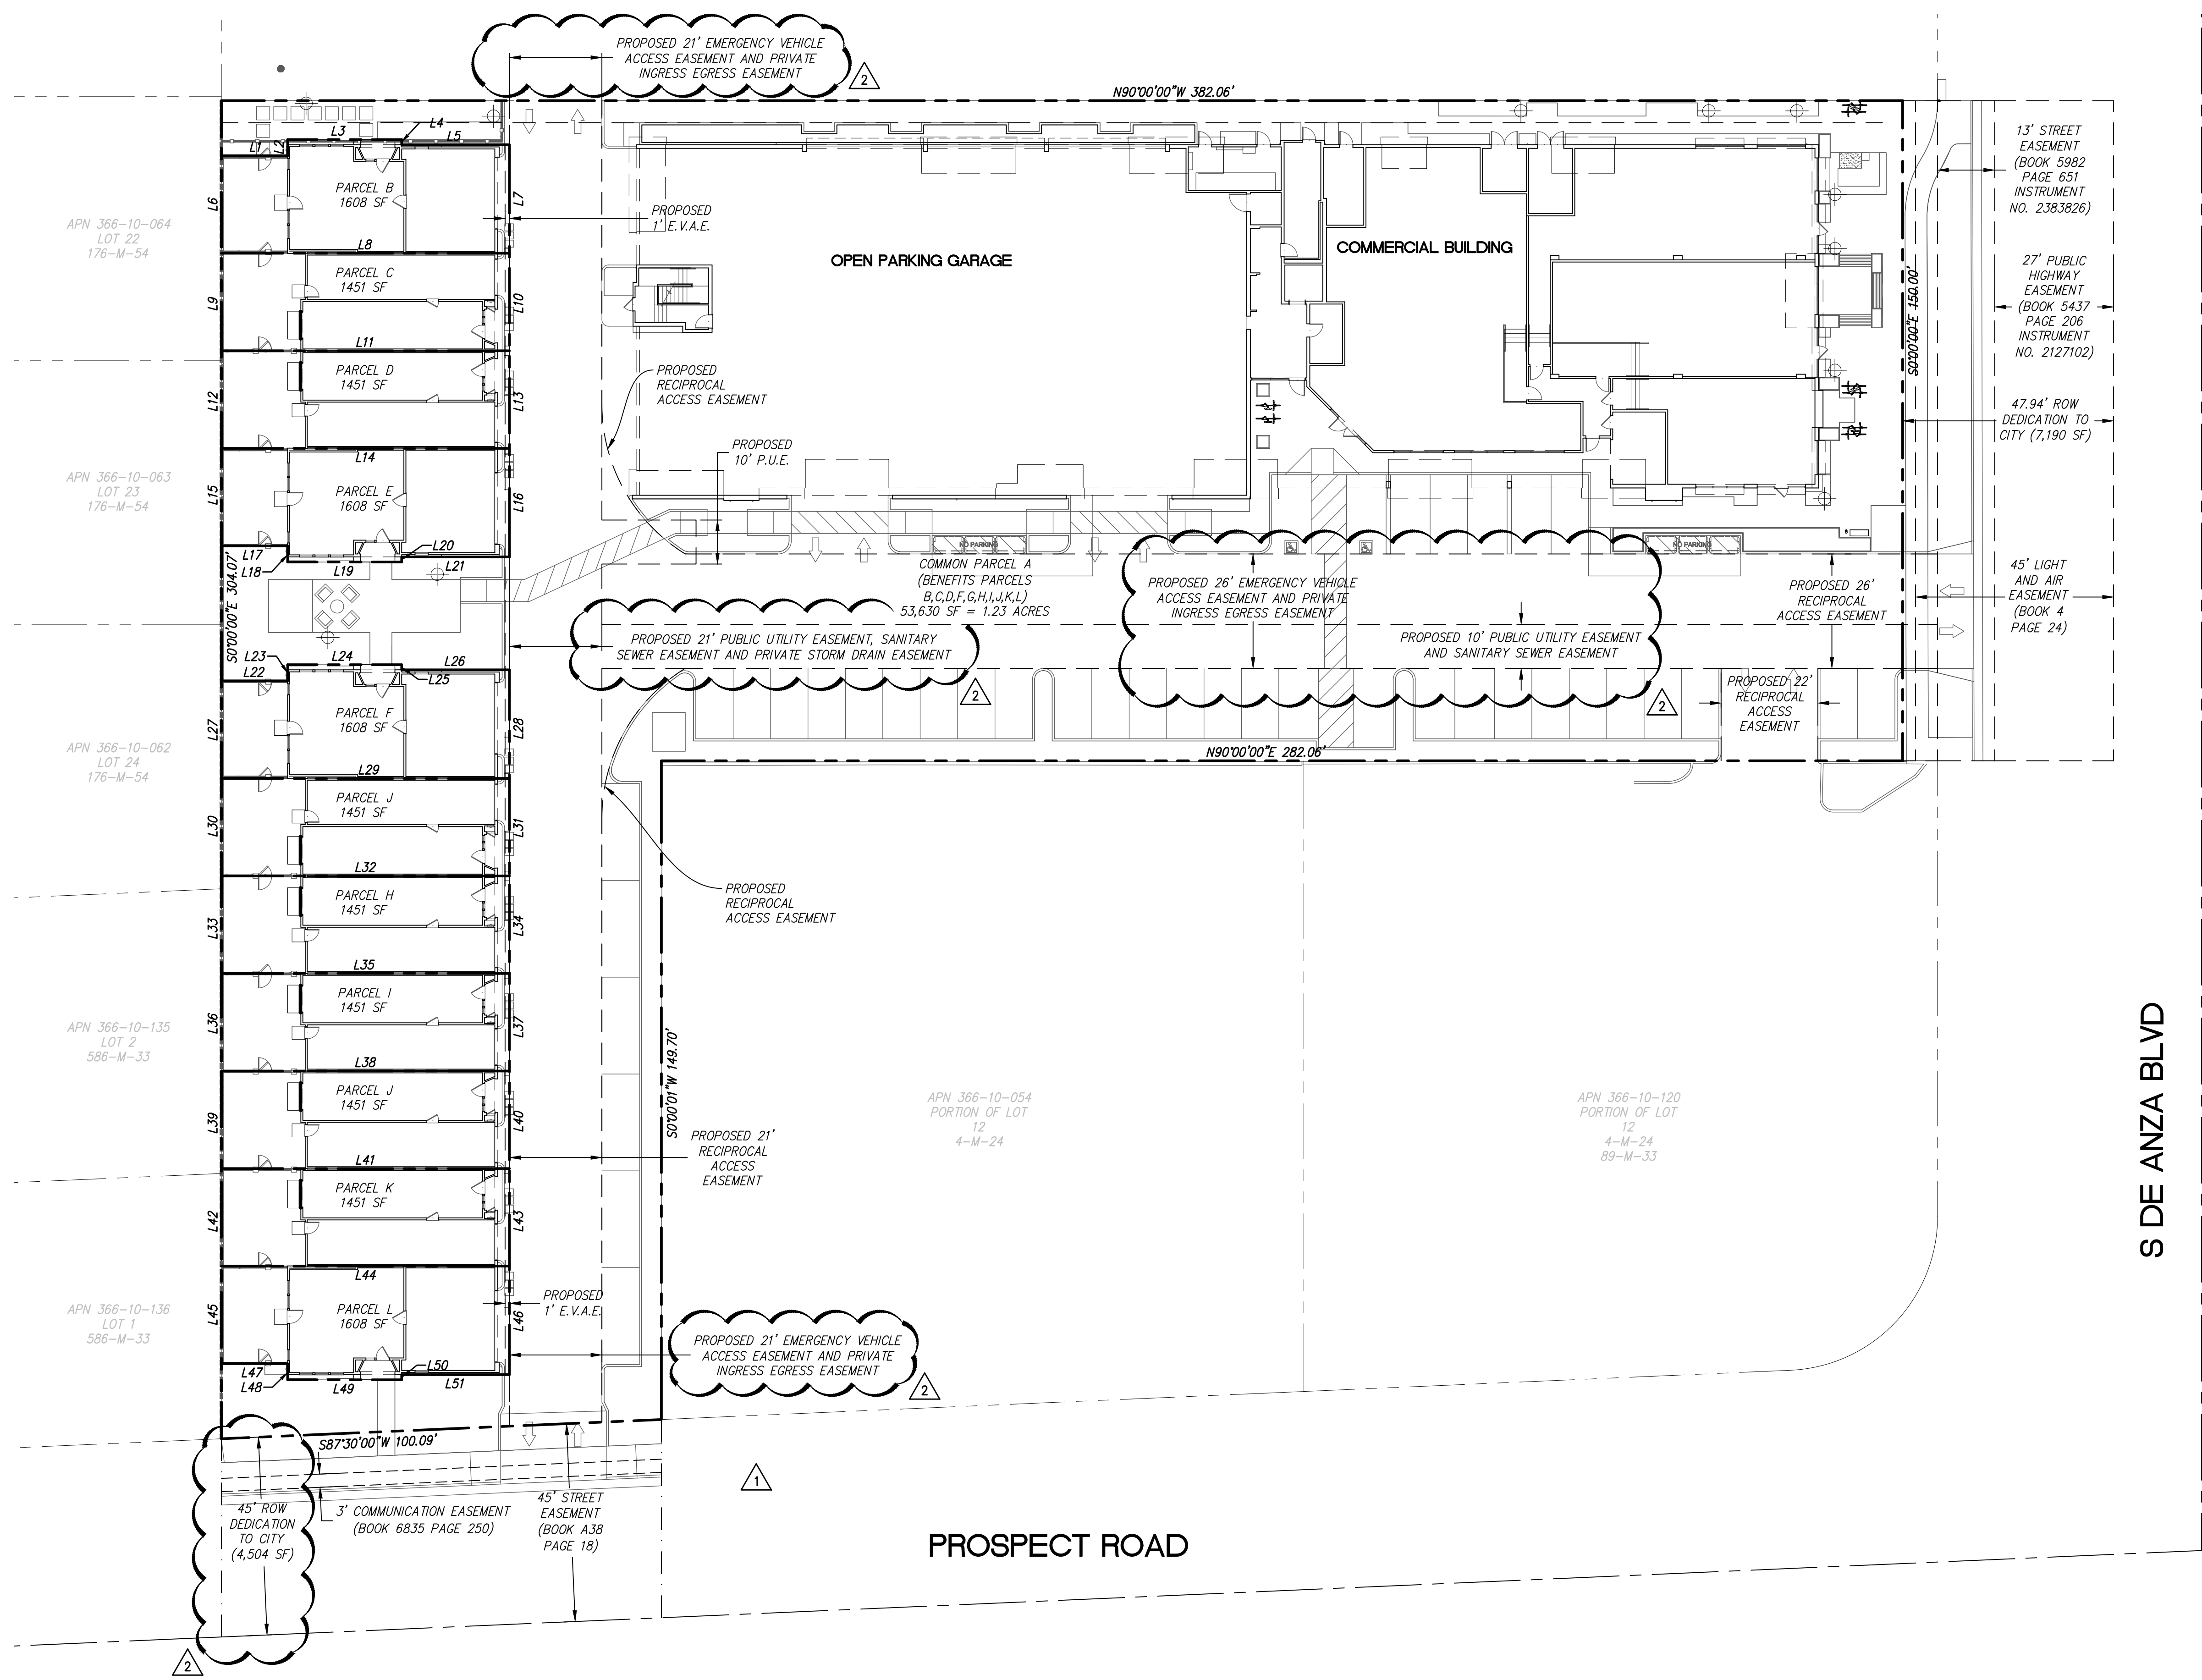 PROPOSED 21' EMERGENCY VEHICLE
ACCESS EASEMENT AND PRIVATE
INGRESS EGRESS EASEMENT
2
N90°00'00"W 382.06'
13' STREET
EASEMENT
(BOOK 5982
PAGE 651
INSTRUMENT
NO. 2383826)
27' PUBLIC
HIGHWAY
EASEMENT
(BOOK 5437
PAGE 206
INSTRUMENT
NO. 2127102)
47.94' ROW
DEDICATION TO
CITY (7,190 SF)
45' LIGHT
AND AIR
EASEMENT
(BOOK 4
PAGE 24)
S0°00'00"E 150.00'
L1
L2
L3
L4
L5
L6
PARCEL B
1608 SF
L7
L8
PROPOSED
1' E.V.A.E.
OPEN PARKING GARAGE
COMMERCIAL BUILDING
APN 366-10-064
LOT 22
176-M-54
L9
PARCEL C
1451 SF
L10
L11
L12
PARCEL D
1451 SF
L13
L14
PROPOSED
RECIPROCAL
ACCESS EASEMENT
PROPOSED
10' P.U.E.
APN 366-10-063
LOT 23
176-M-54
L15
PARCEL E
1608 SF
L16
L17
L18
L19
L20
L21
S0°00'00"E 304.07'
NO PARKING
NO PARKING
COMMON PARCEL A
(BENEFITS PARCELS
B,C,D,F,G,H,I,J,K,L)
53,630 SF = 1.23 ACRES
PROPOSED 26' EMERGENCY VEHICLE
ACCESS EASEMENT AND PRIVATE
INGRESS EGRESS EASEMENT
PROPOSED 10' PUBLIC UTILITY EASEMENT
AND SANITARY SEWER EASEMENT
2
PROPOSED 26'
RECIPROCAL
ACCESS EASEMENT
PROPOSED 22'
RECIPROCAL
ACCESS
EASEMENT
PROPOSED 21' PUBLIC UTILITY EASEMENT, SANITARY
SEWER EASEMENT AND PRIVATE STORM DRAIN EASEMENT
2
L23
L22
L24
L25
L26
APN 366-10-062
LOT 24
176-M-54
L27
PARCEL F
1608 SF
L28
L29
N90°00'00"E 282.06'
L30
PARCEL J
1451 SF
L31
L32
L33
PARCEL H
1451 SF
L34
L35
PROPOSED
RECIPROCAL
ACCESS EASEMENT
APN 366-10-135
LOT 2
586-M-33
L36
PARCEL I
1451 SF
L37
L38
S0°00'01"W 149.70'
L39
PARCEL J
1451 SF
L40
L41
APN 366-10-054
PORTION OF LOT
12
4-M-24
APN 366-10-120
PORTION OF LOT
12
4-M-24
89-M-33
S DE ANZA BLVD
PROPOSED 21'
RECIPROCAL
ACCESS
EASEMENT
L42
PARCEL K
1451 SF
L43
L44
APN 366-10-136
LOT 1
586-M-33
L45
PARCEL L
1608 SF
L46
PROPOSED
1' E.V.A.E.
PROPOSED 21' EMERGENCY VEHICLE
ACCESS EASEMENT AND PRIVATE
INGRESS EGRESS EASEMENT
2
L47
L48
L49
L50
L51
S87°30'00"W 100.09'
1
45' ROW
DEDICATION
TO CITY
(4,504 SF)
2
3' COMMUNICATION EASEMENT
(BOOK 6835 PAGE 250)
45' STREET
EASEMENT
(BOOK A38
PAGE 18)
PROSPECT ROAD